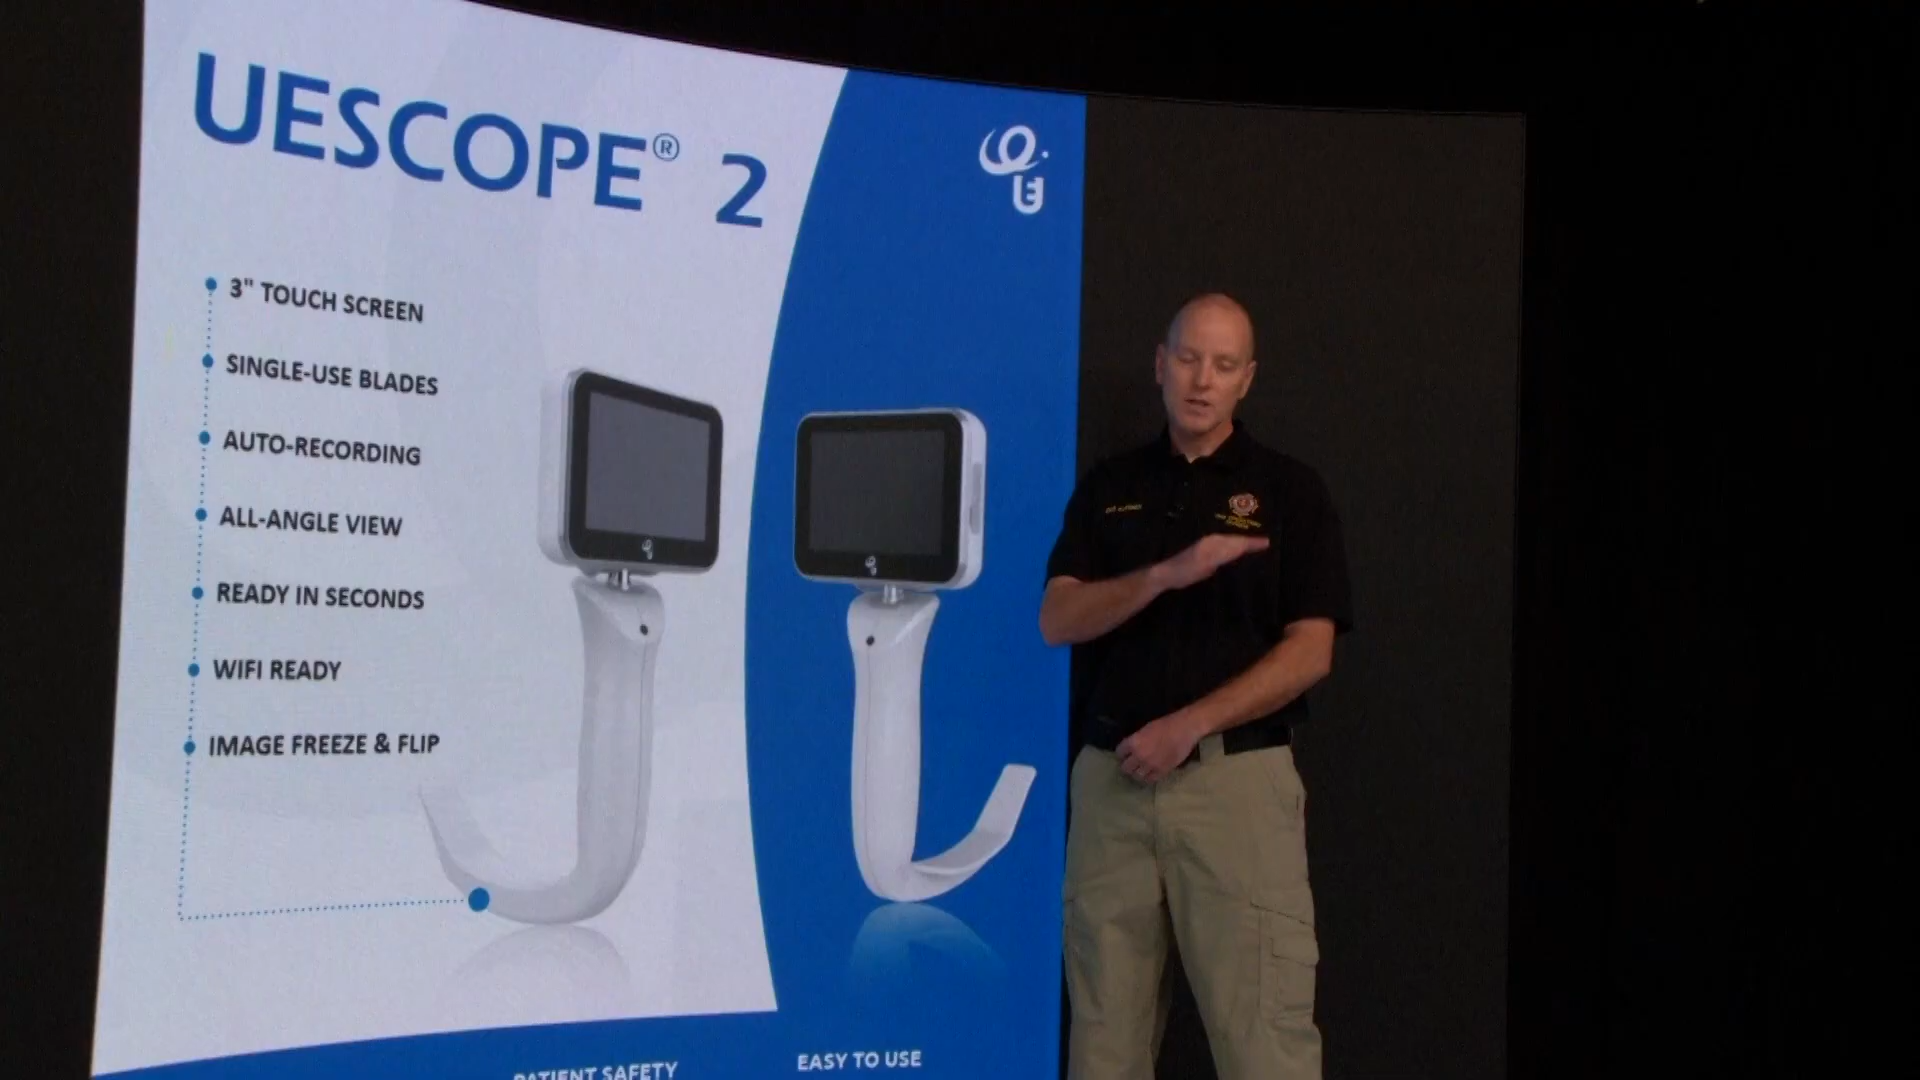 UESCOPE® 2
3" TOUCH SCREEN
SINGLE-USE BLADES
AUTO-RECORDING
ALL-ANGLE VIEW
READY IN SECONDS
WIFI READY
IMAGE FREEZE & FLIP
UE
PATIENT SAFETY
EASY TO USE